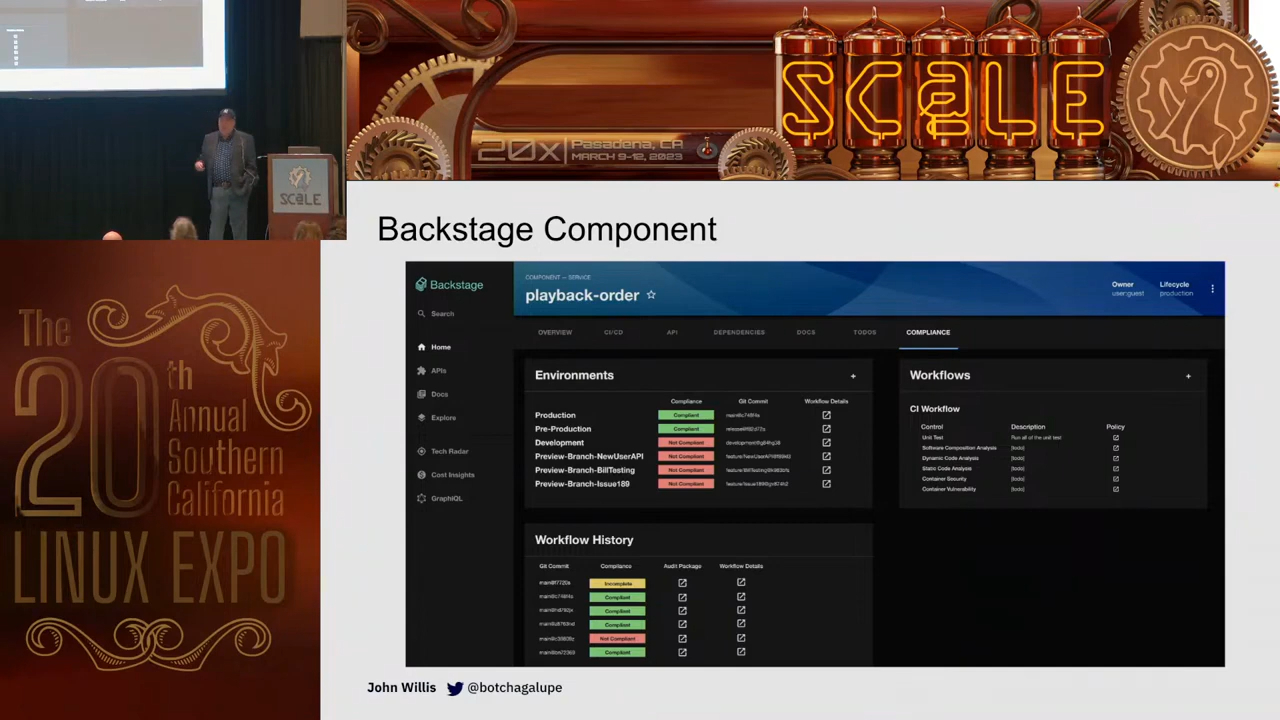 SCaLE
20x
Pasadena, CA
MARCH 9-12, 2023
SCaLE
The
20th
Annual
Southern
California
LINUX EXPO
Backstage Component
Backstage
Search
Home
APIs
Docs
Explore
Tech Radar
Cost Insights
GraphiQL
COMPONENT — SERVICE
playback-order
Owner
user:guest
Lifecycle
production
OVERVIEW CI/CD API DEPENDENCIES DOCS TODOS COMPLIANCE
Environments +
Compliance Git Commit Workflow Details
Production Compliant
Pre-Production Compliant
Development Not Compliant
Preview-Branch-NewUserAPI Not Compliant
Preview-Branch-BillTesting Not Compliant
Preview-Branch-Issue189 Not Compliant
Workflows +
CI Workflow
Control Description Policy
Unit Test Run all of the unit test
Software Composition Analysis [todo]
Dynamic Code Analysis [todo]
Static Code Analysis [todo]
Container Security [todo]
Container Vulnerability [todo]
Workflow History
Git Commit Compliance Audit Package Workflow Details
Incomplete
Compliant
Compliant
Compliant
Not Compliant
Compliant
John Willis @botchagalupe